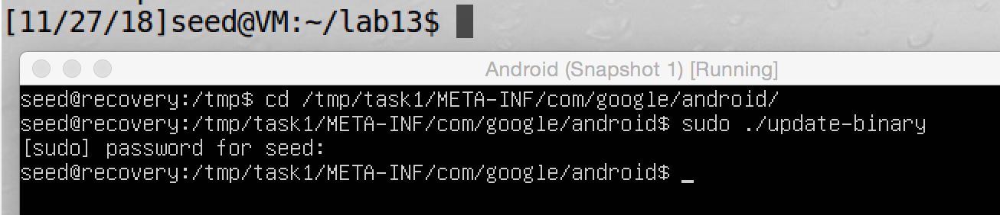 [11/27/18]seed@VM:~/lab13$
Android (Snapshot 1) [Running]
seed@recovery:/tmp$ cd /tmp/task1/META-INF/com/google/android/
seed@recovery:/tmp/task1/META-INF/com/google/android$ sudo ./update-binary
[sudo] password for seed:
seed@recovery:/tmp/task1/META-INF/com/google/android$ _